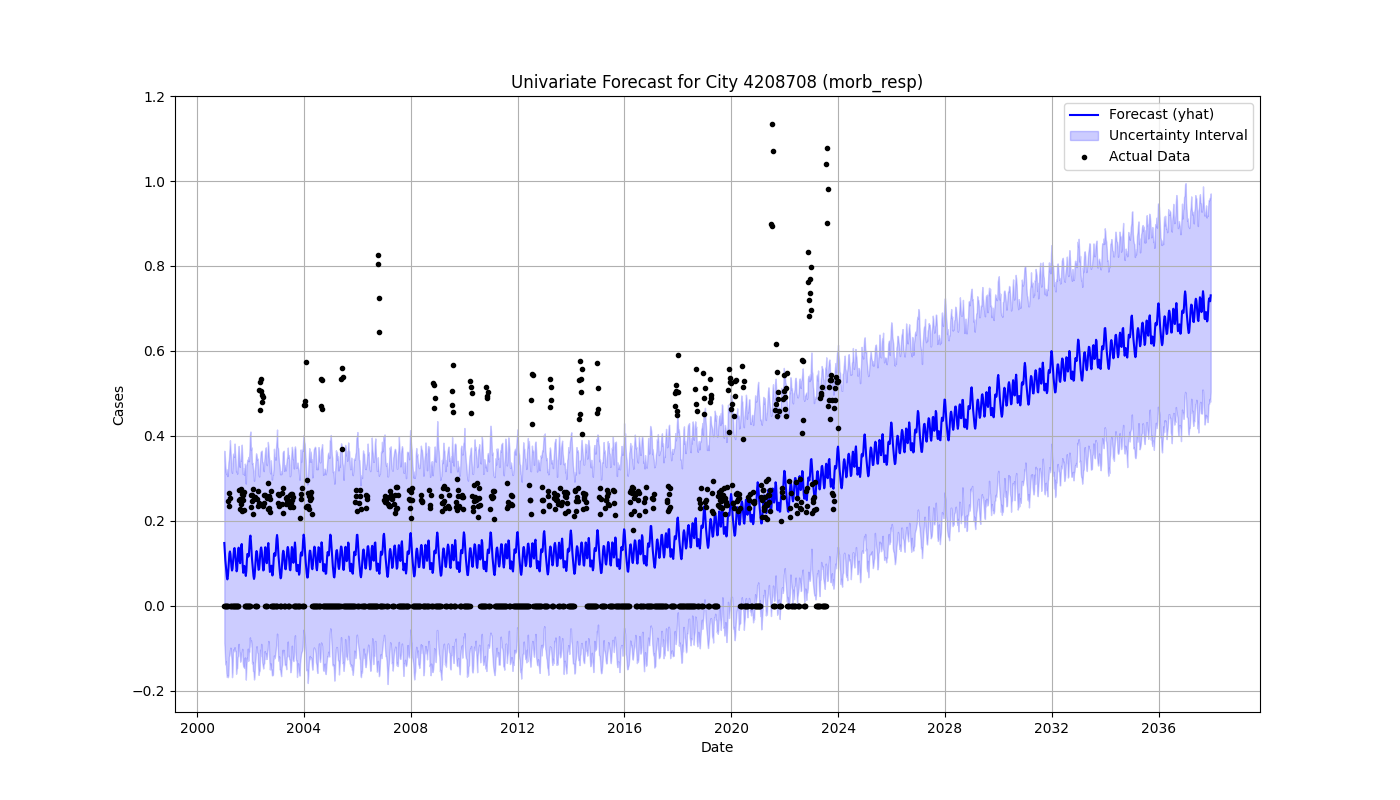 Univariate Forecast for City 4208708 (morb_resp)
Forecast (yhat)
Uncertainty Interval
Actual Data
Cases
1.2
1.0
0.8
0.6
0.4
0.2
0.0
−0.2
2000 2004 2008 2012 2016 2020 2024 2028 2032 2036
Date